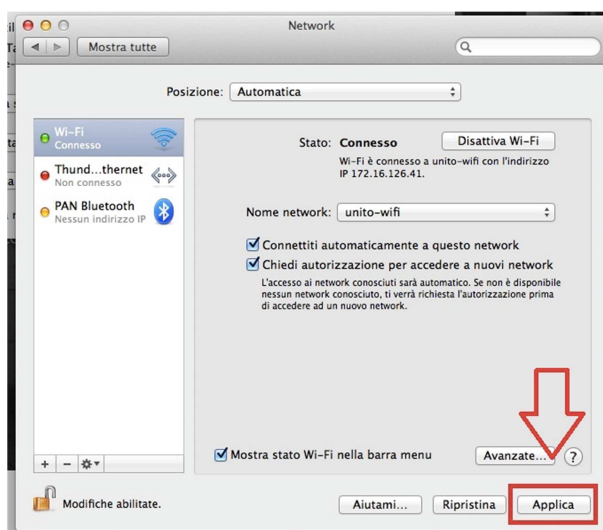 Network
Mostra tutte
Posizione: Automatica
Wi-Fi
Connesso
Thund...thernet
Non connesso
PAN Bluetooth
Nessun indirizzo IP
Stato: Connesso
Disattiva Wi-Fi
Wi-Fi è connesso a unito-wifi con l'indirizzo
IP 172.16.126.41.
Nome network: unito-wifi
Connettiti automaticamente a questo network
Chiedi autorizzazione per accedere a nuovi network
L'accesso ai network conosciuti sarà automatico. Se non è disponibile
nessun network conosciuto, ti verrà richiesta l'autorizzazione prima
di accedere ad un nuovo network.
Mostra stato Wi-Fi nella barra menu
Avanzate...
?
+ −
Modifiche abilitate.
Aiutami...
Ripristina
Applica